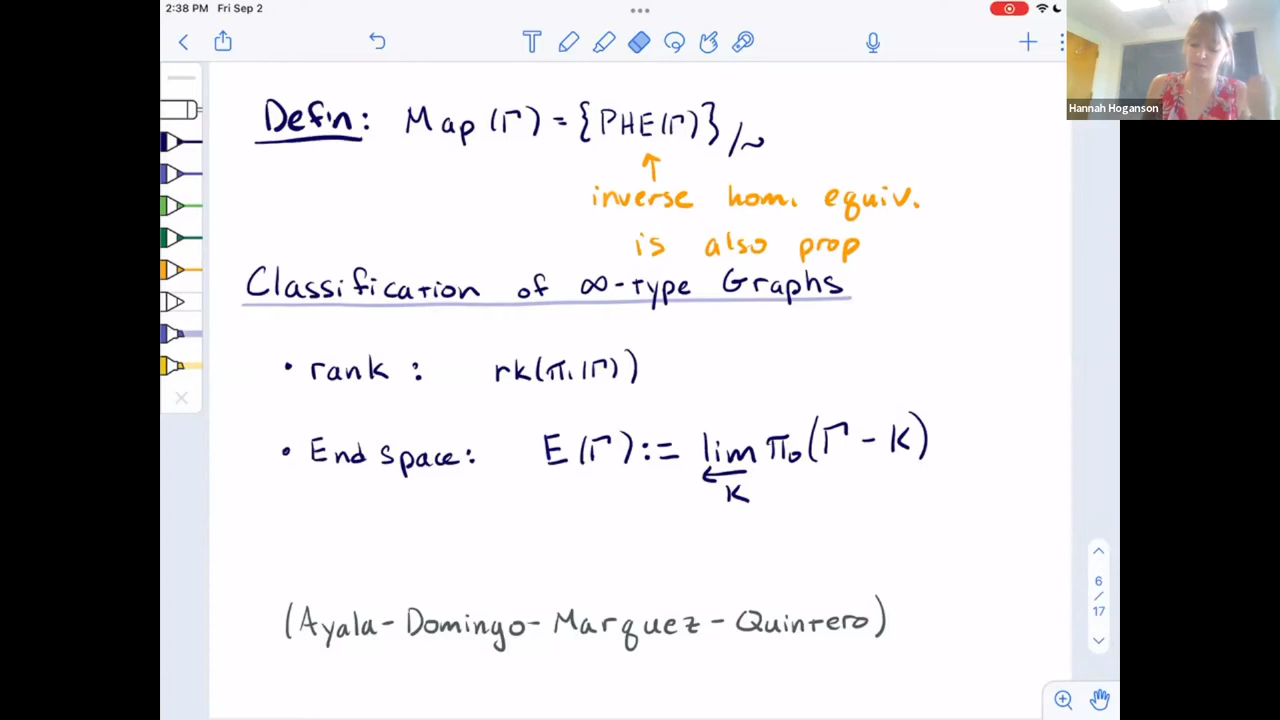 2:38 PM Fri Sep 2
Hannah Hoganson
Defin: Map (Γ) = {PHE(Γ)}/~
inverse hom. equiv.
is also prop
Classification of ∞-type Graphs
• rank : rk(π₁(Γ))
• End space: E(Γ) := lim π₀(Γ - K)
←
K
(Ayala-Domingo-Marquez-Quintero)
6
/
17